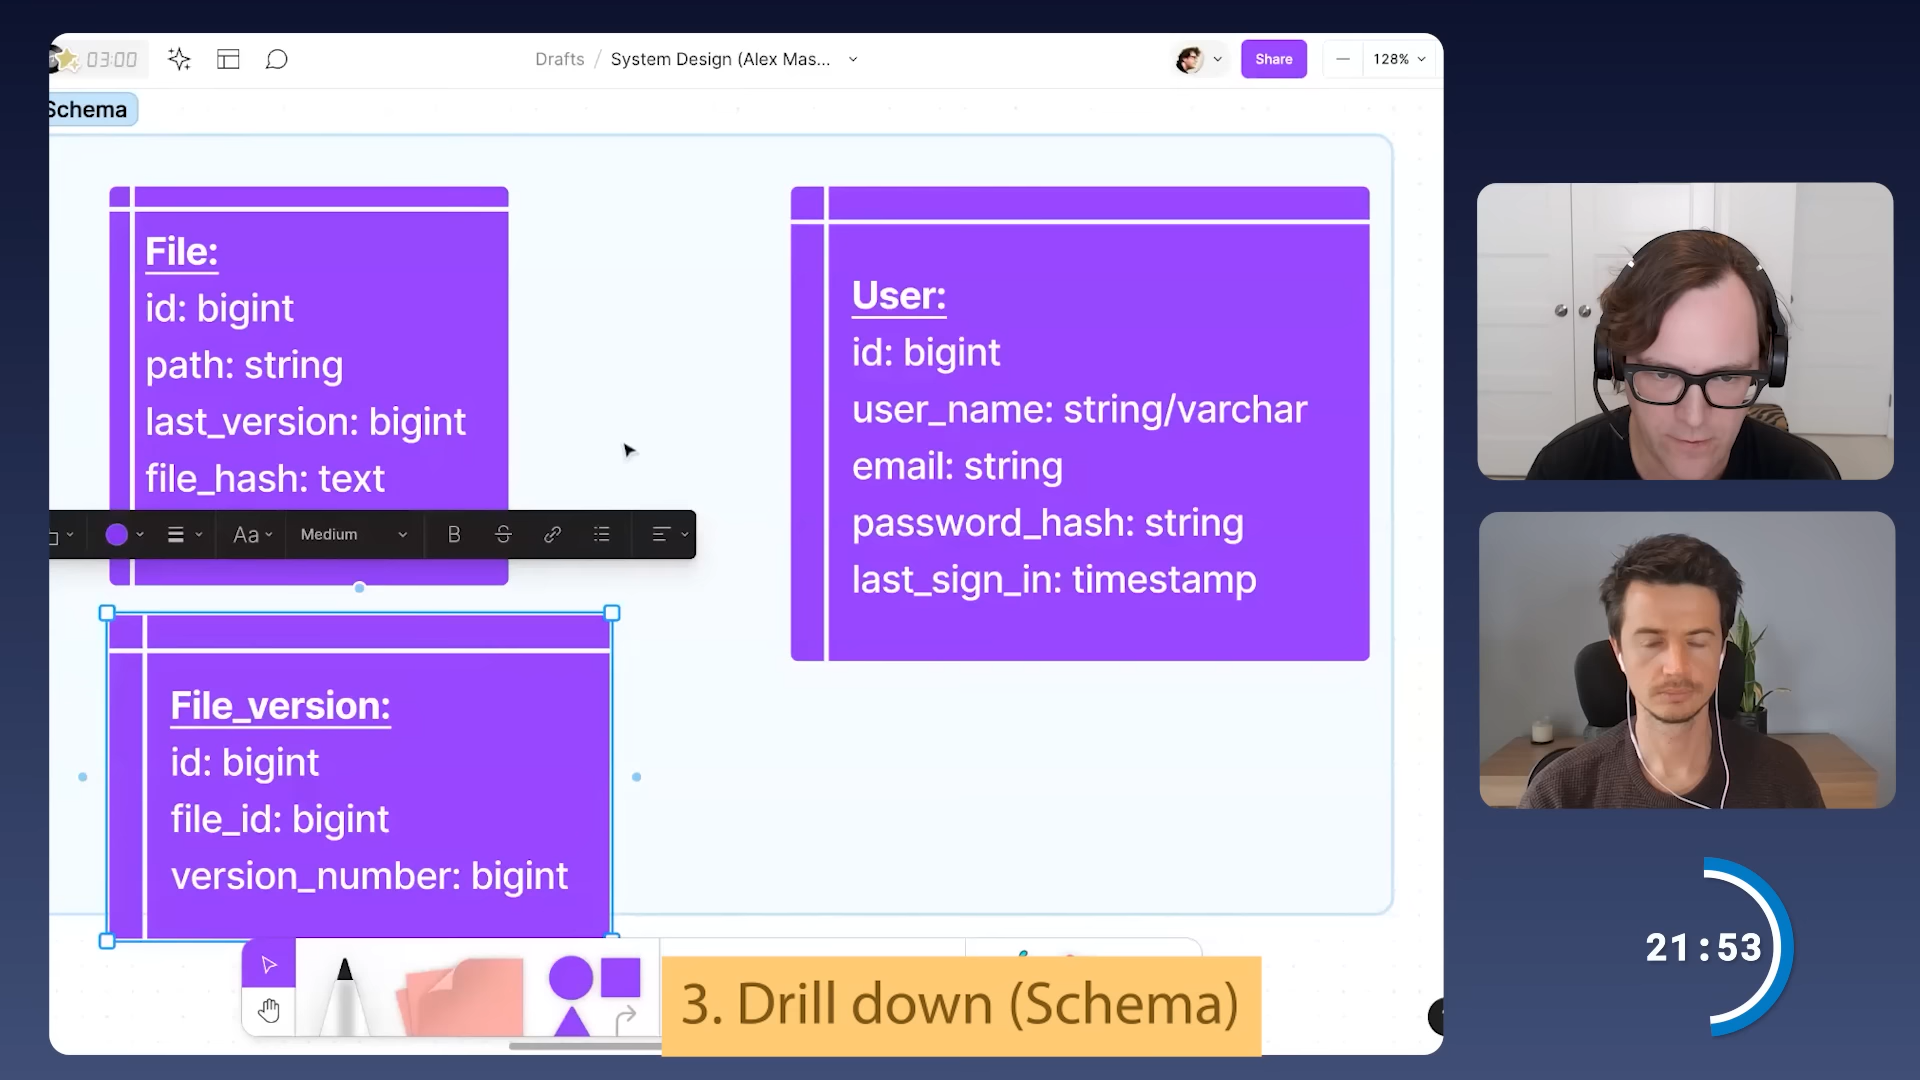 03:00
Drafts / System Design (Alex Mas...
Share
128%
Schema
File:
id: bigint
path: string
last_version: bigint
file_hash: text
User:
id: bigint
user_name: string/varchar
email: string
password_hash: string
last_sign_in: timestamp
Aa
Medium
B
S
File_version:
id: bigint
file_id: bigint
version_number: bigint
3. Drill down (Schema)
21:53